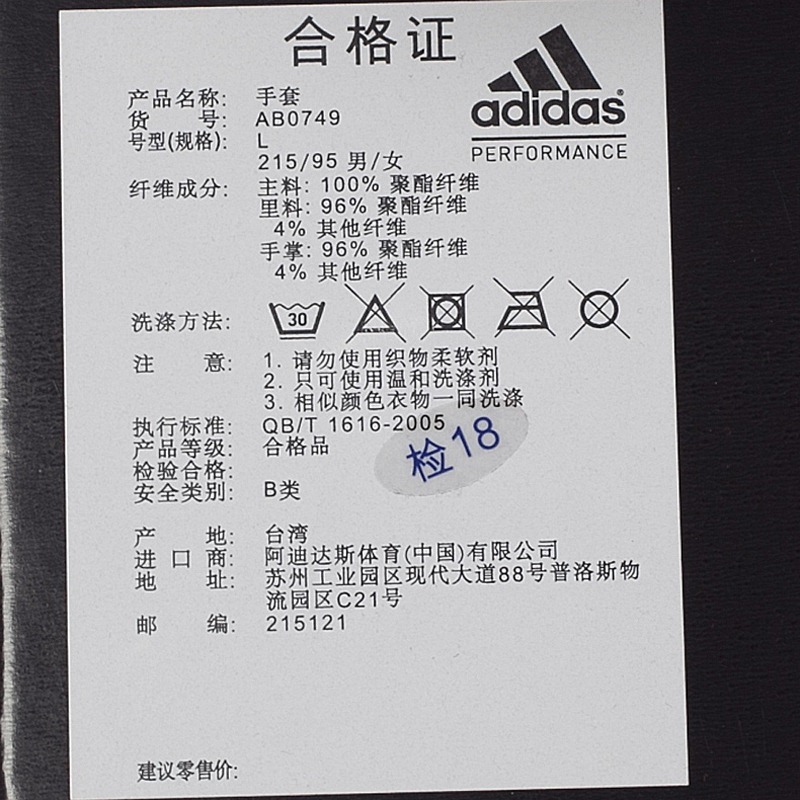 合格证
adidas®
PERFORMANCE
产品名称: 手套
货 号: AB0749
号型(规格): L
215/95 男/女
纤维成分: 主料: 100% 聚酯纤维
里料: 96% 聚酯纤维
4% 其他纤维
手掌: 96% 聚酯纤维
4% 其他纤维
洗涤方法: 30
注 意: 1. 请勿使用织物柔软剂
2. 只可使用温和洗涤剂
3. 相似颜色衣物一同洗涤
执行标准: QB/T 1616-2005
产品等级: 合格品
检验合格: 检18
安全类别: B类
产 地: 台湾
进 口 商: 阿迪达斯体育(中国)有限公司
地 址: 苏州工业园区现代大道88号普洛斯物
流园区C21号
邮 编: 215121
建议零售价: